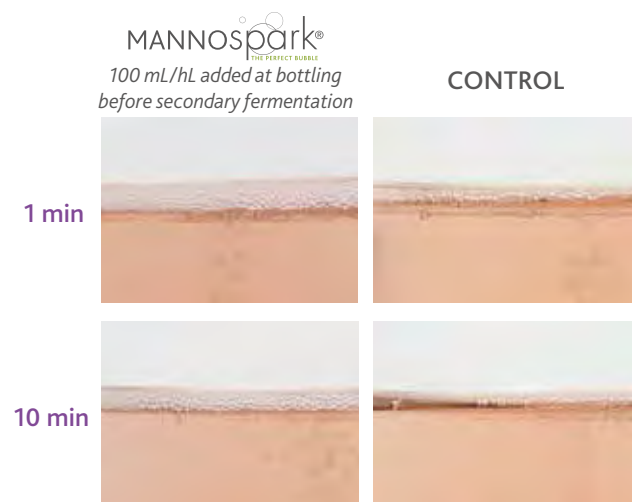 MANNOSpark®
THE PERFECT BUBBLE
100 mL/hL added at bottling
before secondary fermentation
CONTROL
1 min
10 min